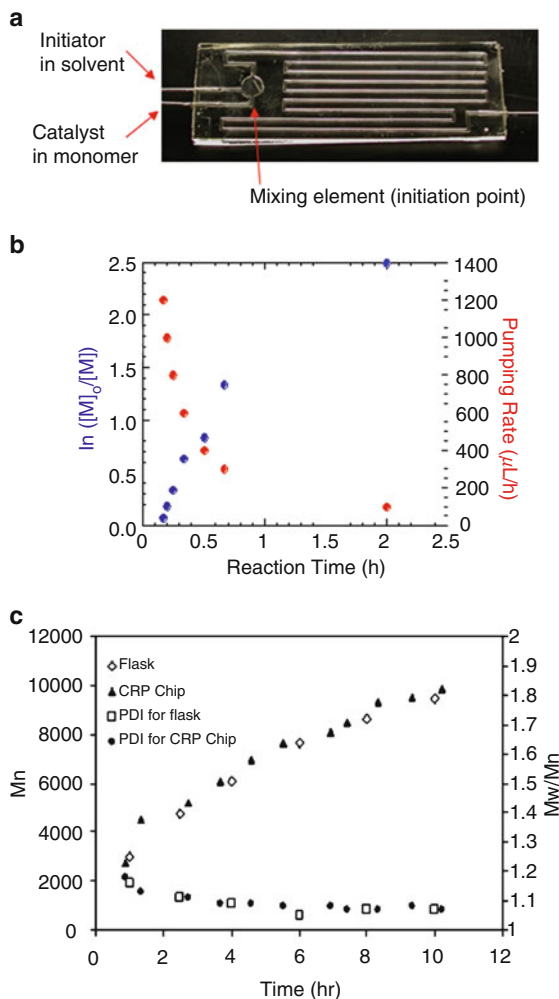 a
Initiator
in solvent
Catalyst
in monomer
Mixing element (initiation point)
b
2.5
2.0
1.5
1.0
0.5
0.0
ln ([M]o/[M])
1400
1200
1000
800
600
400
200
0
Pumping Rate (μL/h)
0 0.5 1 1.5 2 2.5
Reaction Time (h)
c
12000
10000
8000
6000
4000
2000
0
Mn
Flask
CRP Chip
PDI for flask
PDI for CRP Chip
2
1.9
1.8
1.7
1.6
1.5
1.4
1.3
1.2
1.1
1
Mw/Mn
0 2 4 6 8 10 12
Time (hr)